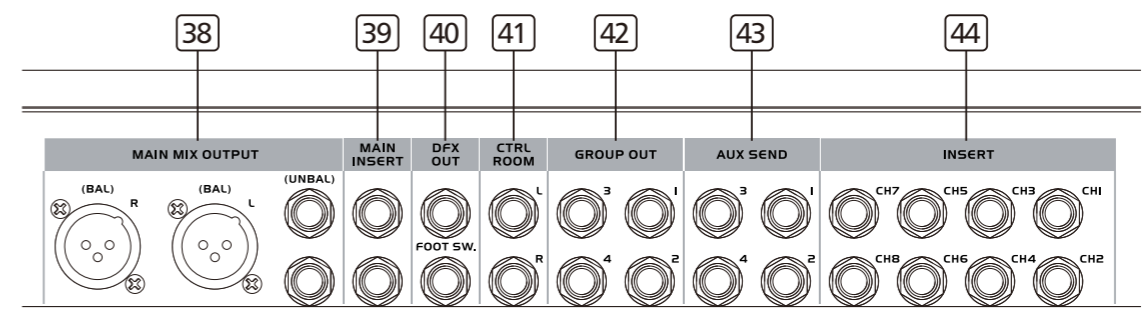 38 39 40 41 42 43 44
MAIN MIX OUTPUT
MAIN
INSERT
DFX
OUT
CTRL
ROOM
GROUP OUT
AUX SEND
INSERT
(BAL) R (BAL) L (UNBAL)
L 3 1 3 1 CH7 CH5 CH3 CH1
FOOT SW.
R 4 2 4 2 CH8 CH6 CH4 CH2